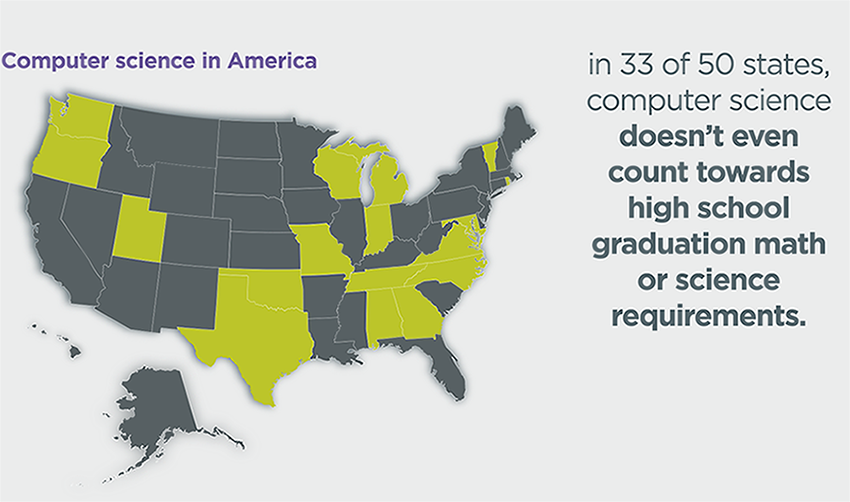 Computer science in America
in 33 of 50 states,
computer science
doesn’t even
count towards
high school
graduation math
or science
requirements.